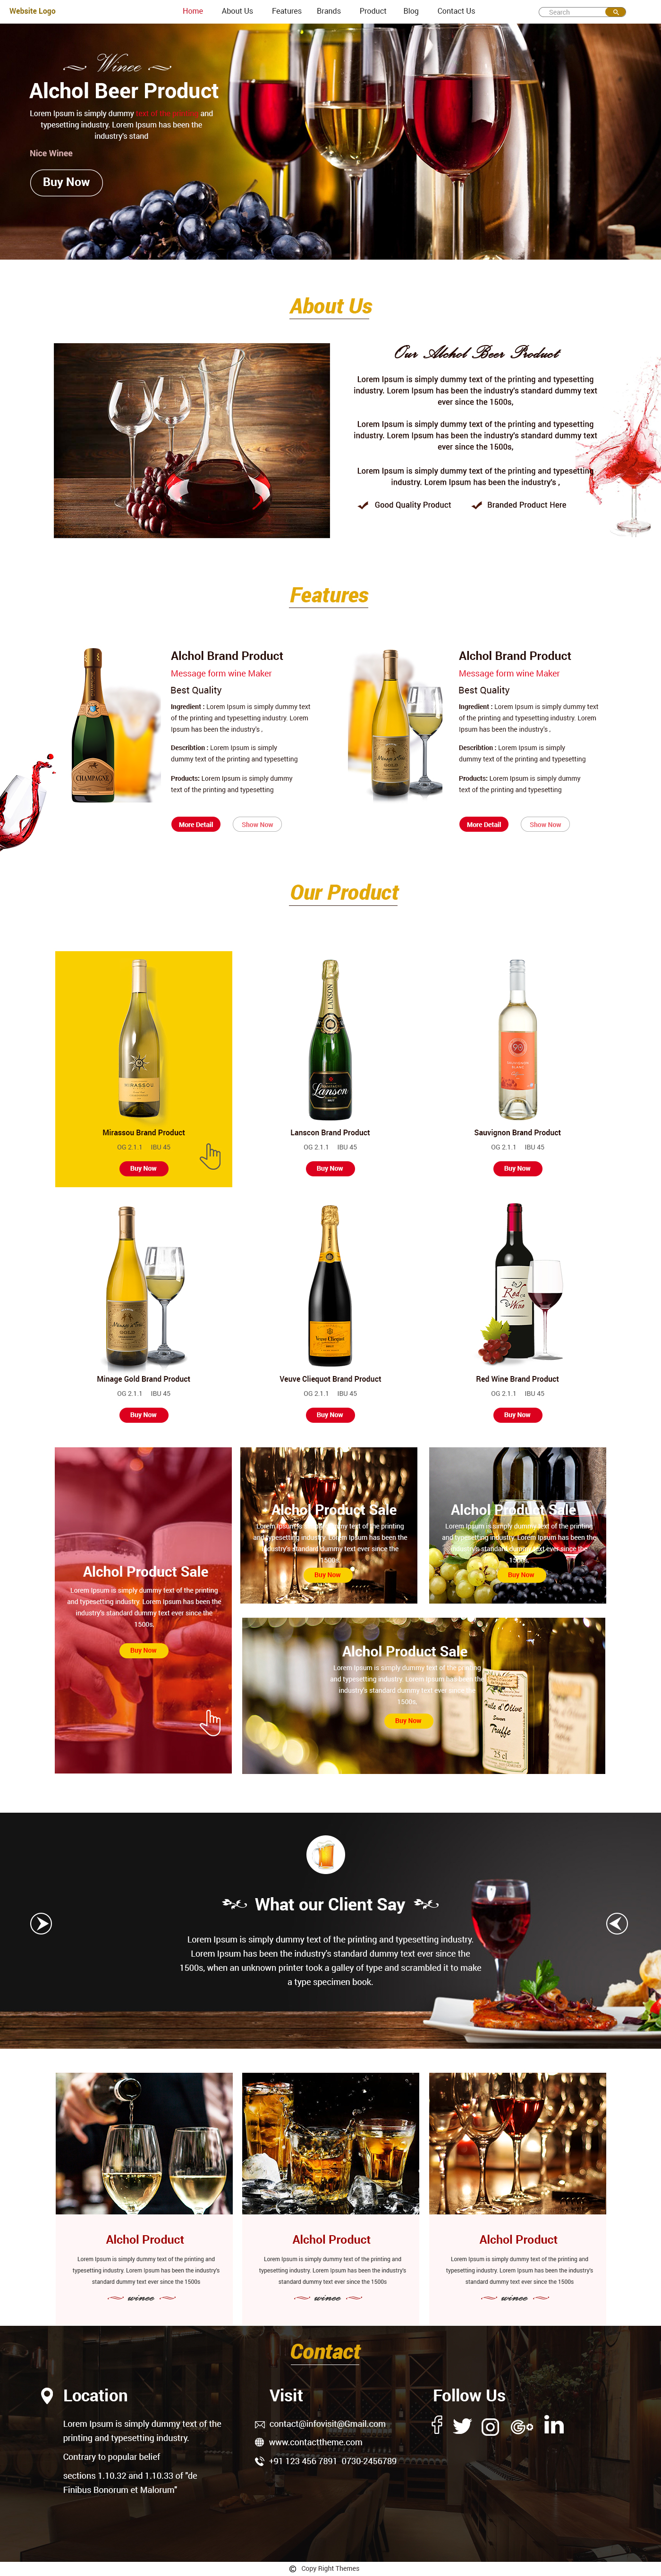 Website Logo
Home About Us Features Brands Product Blog Contact Us
Search
Winee
Alchol Beer Product
Lorem Ipsum is simply dummy text of the printing and
typesetting industry. Lorem Ipsum has been the
industry's stand
Nice Winee
Buy Now
About Us
Our Alchol Beer Product
Lorem Ipsum is simply dummy text of the printing and typesetting
industry. Lorem Ipsum has been the industry's standard dummy text
ever since the 1500s,
Lorem Ipsum is simply dummy text of the printing and typesetting
industry. Lorem Ipsum has been the industry's standard dummy text
ever since the 1500s,
Lorem Ipsum is simply dummy text of the printing and typesetting
industry. Lorem Ipsum has been the industry's ,
Good Quality Product Branded Product Here
Features
Alchol Brand Product
Message form wine Maker
Best Quality
Ingredient : Lorem Ipsum is simply dummy text
of the printing and typesetting industry. Lorem
Ipsum has been the industry's .
Describtion : Lorem Ipsum is simply
dummy text of the printing and typesetting
Products: Lorem Ipsum is simply dummy
text of the printing and typesetting
More Detail Show Now
CHAMPAGNE
Alchol Brand Product
Message form wine Maker
Best Quality
Ingredient : Lorem Ipsum is simply dummy text
of the printing and typesetting industry. Lorem
Ipsum has been the industry's .
Describtion : Lorem Ipsum is simply
dummy text of the printing and typesetting
Products: Lorem Ipsum is simply dummy
text of the printing and typesetting
More Detail Show Now
Our Product
MIRASSOU
Mirassou Brand Product
OG 2.1.1 IBU 45
Buy Now
LANSON
Lanson
Lanscon Brand Product
OG 2.1.1 IBU 45
Buy Now
Sauvignon Brand Product
OG 2.1.1 IBU 45
Buy Now
GOLD
Minage Gold Brand Product
OG 2.1.1 IBU 45
Buy Now
Veuve Clicquot
Veuve Cliequot Brand Product
OG 2.1.1 IBU 45
Buy Now
Red
Wine
Red Wine Brand Product
OG 2.1.1 IBU 45
Buy Now
Alchol Product Sale
Lorem Ipsum is simply dummy text of the printing
and typesetting industry. Lorem Ipsum has been the
industry's standard dummy text ever since the
1500s,
Buy Now
Alchol Product Sale
Lorem Ipsum is simply dummy text of the printing
and typesetting industry. Lorem Ipsum has been the
industry's standard dummy text ever since the
1500s,
Buy Now
Alchol Product Sale
Lorem Ipsum is simply dummy text of the printing
and typesetting industry. Lorem Ipsum has been the
industry's standard dummy text ever since the
1500s,
Buy Now
Alchol Product Sale
Lorem Ipsum is simply dummy text of the printing
and typesetting industry. Lorem Ipsum has been the
industry's standard dummy text ever since the
1500s,
Buy Now
d'Olive
Truffe
25 cl
What our Client Say
Lorem Ipsum is simply dummy text of the printing and typesetting industry.
Lorem Ipsum has been the industry's standard dummy text ever since the
1500s, when an unknown printer took a galley of type and scrambled it to make
a type specimen book.
Alchol Product
Lorem Ipsum is simply dummy text of the printing and
typesetting industry. Lorem Ipsum has been the industry's
standard dummy text ever since the 1500s
winee
Alchol Product
Lorem Ipsum is simply dummy text of the printing and
typesetting industry. Lorem Ipsum has been the industry's
standard dummy text ever since the 1500s
winee
Alchol Product
Lorem Ipsum is simply dummy text of the printing and
typesetting industry. Lorem Ipsum has been the industry's
standard dummy text ever since the 1500s
winee
Contact
Location
Lorem Ipsum is simply dummy text of the
printing and typesetting industry.
Contrary to popular belief
sections 1.10.32 and 1.10.33 of "de
Finibus Bonorum et Malorum"
Visit
contact@infovisit@Gmail.com
www.contacttheme.com
+91 123 456 7891 0730-2456789
Follow Us
© Copy Right Themes